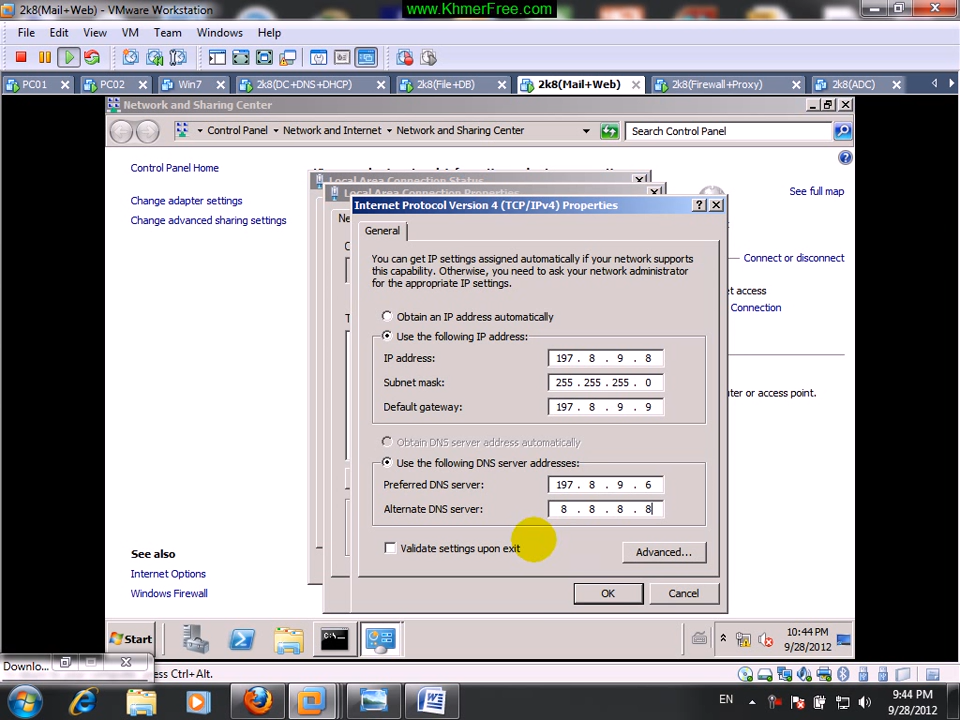 www.KhmerFree.com
2k8(Mail+Web) - VMware Workstation
File Edit View VM Team Windows Help
PC01 PC02 Win7 2k8(DC+DNS+DHCP) 2k8(File+DB) 2k8(Mail+Web) 2k8(Firewall+Proxy) 2k8(ADC)
Network and Sharing Center
Control Panel Network and Internet Network and Sharing Center Search Control Panel
Control Panel Home
Change adapter settings
Change advanced sharing settings
See full map
Connect or disconnect
Local Area Connection Status
Local Area Connection Properties
Internet Protocol Version 4 (TCP/IPv4) Properties
General
You can get IP settings assigned automatically if your network supports
this capability. Otherwise, you need to ask your network administrator
for the appropriate IP settings.
Obtain an IP address automatically
Use the following IP address:
IP address: 197 . 8 . 9 . 8
Subnet mask: 255 . 255 . 255 . 0
Default gateway: 197 . 8 . 9 . 9
Obtain DNS server address automatically
Use the following DNS server addresses:
Preferred DNS server: 197 . 8 . 9 . 6
Alternate DNS server: 8 . 8 . 8 . 8
Validate settings upon exit
Advanced...
OK Cancel
access
Connection
or access point.
See also
Internet Options
Windows Firewall
Start
10:44 PM
9/28/2012
Downlo...
press Ctrl+Alt.
EN
9:44 PM
9/28/2012